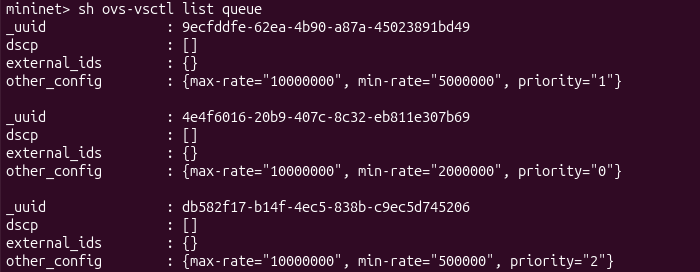 mininet> sh ovs-vsctl list queue
_uuid : 9ecfddfe-62ea-4b90-a87a-45023891bd49
dscp : []
external_ids : {}
other_config : {max-rate="10000000", min-rate="5000000", priority="1"}
_uuid : 4e4f6016-20b9-407c-8c32-eb811e307b69
dscp : []
external_ids : {}
other_config : {max-rate="10000000", min-rate="2000000", priority="0"}
_uuid : db582f17-b14f-4ec5-838b-c9ec5d745206
dscp : []
external_ids : {}
other_config : {max-rate="10000000", min-rate="500000", priority="2"}